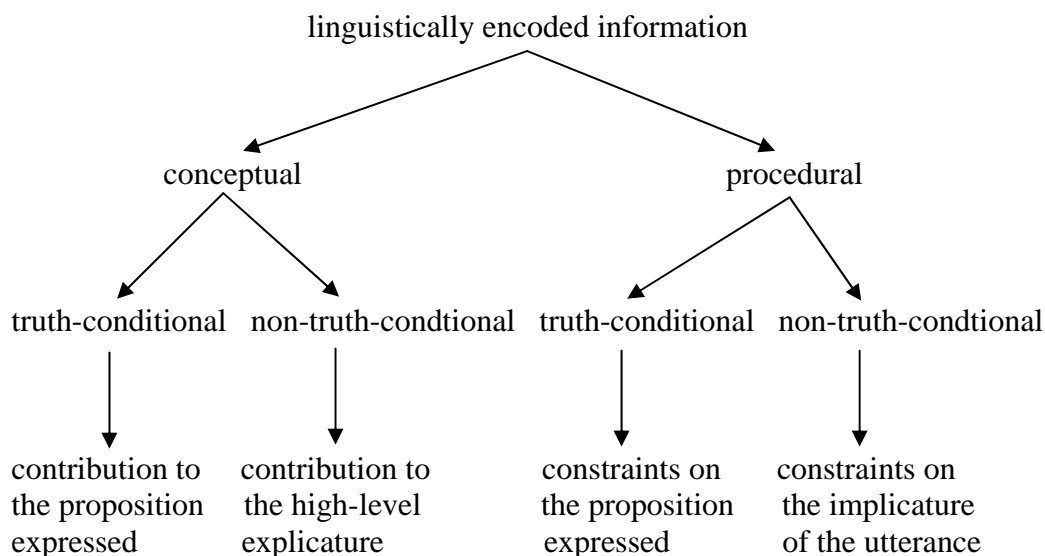 linguistically encoded information
conceptual procedural
truth-conditional non-truth-condtional truth-conditional non-truth-condtional
contribution to contribution to constraints on constraints on
the proposition the high-level the proposition the implicature
expressed explicature expressed of the utterance